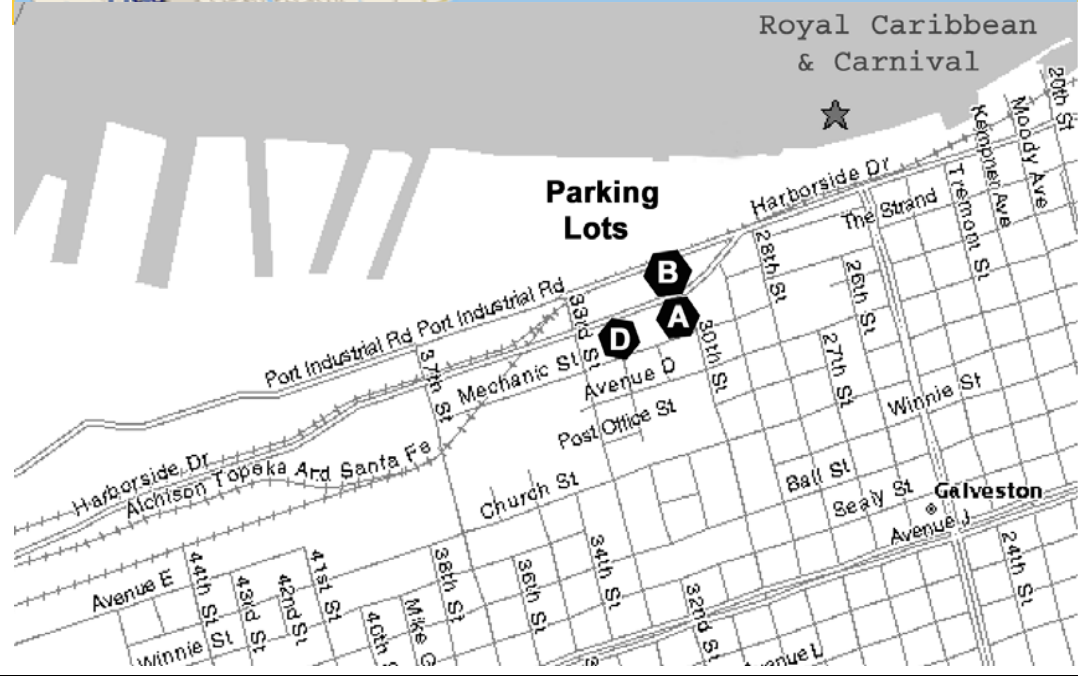 Royal Caribbean
& Carnival
20th St
Moody Ave
Kempner Ave
Tremont St
Harborside Dr
The Strand
Parking
Lots
28th St
26th St
B
A
D
Port Industrial Rd
Port Industrial Rd
33rd St
30th St
27th St
37th St
Mechanic St
Avenue D
Winnie St
Post Office St
Harborside Dr
Atchison Topeka And Santa Fe
Church St
Ball St
Sealy St
Galveston
Avenue J
24th St
34th St
38th St
36th St
32nd St
Avenue E
44th St
43rd St
42nd St
41st St
40th S
Mike G
Winnie St
venue L
3